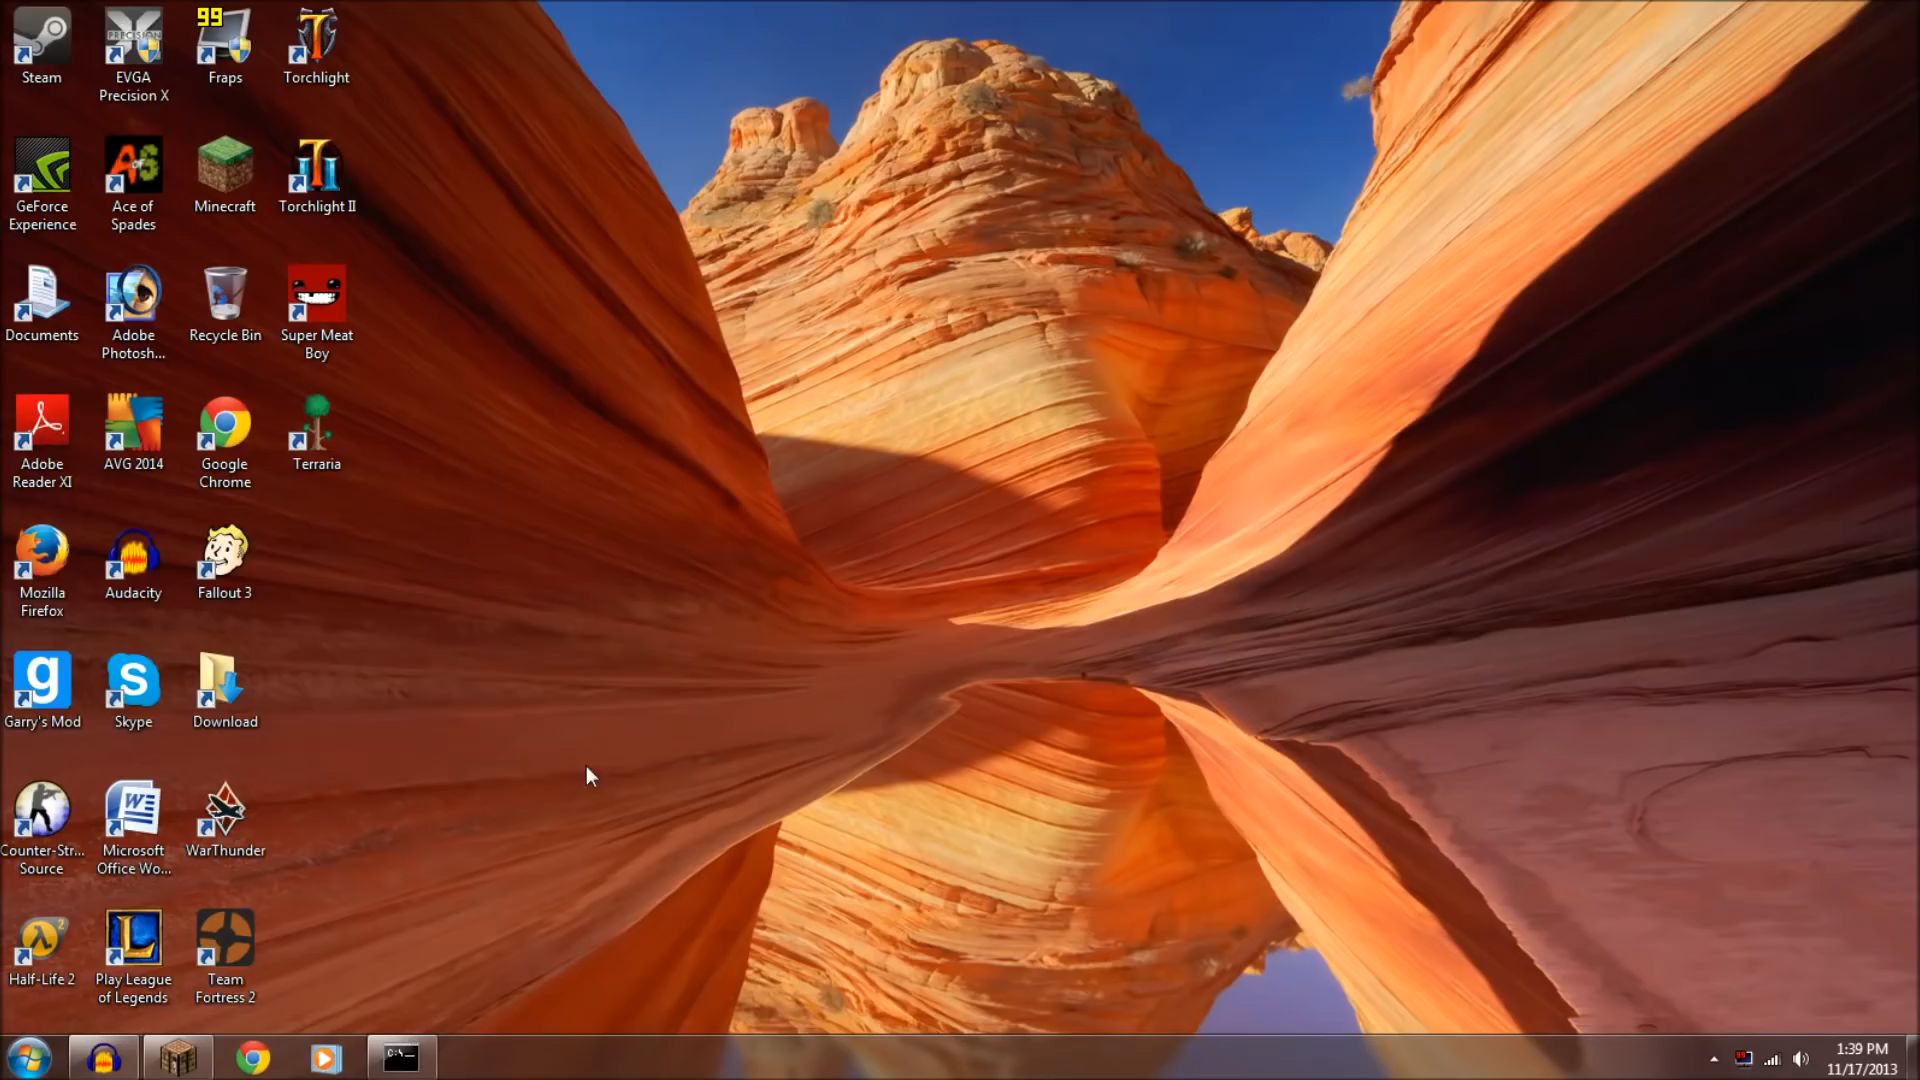 99
Steam
EVGA
Precision X
Fraps
Torchlight
PRECISION
GeForce
Experience
Ace of
Spades
Minecraft
Torchlight II
Documents
Adobe
Photosh...
Recycle Bin
Super Meat
Boy
Adobe
Reader XI
AVG 2014
Google
Chrome
Terraria
Mozilla
Firefox
Audacity
Fallout 3
Garry's Mod
Skype
Download
Counter-Str...
Source
Microsoft
Office Wo...
WarThunder
Half-Life 2
Play League
of Legends
Team
Fortress 2
C:\
1:39 PM
11/17/2013